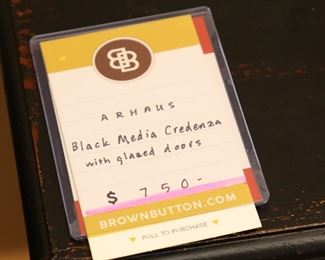 BB
ARHAUS
Black Media Credenza
with glazed doors
$ 750-
BROWNBUTTON.COM
PULL TO PURCHASE